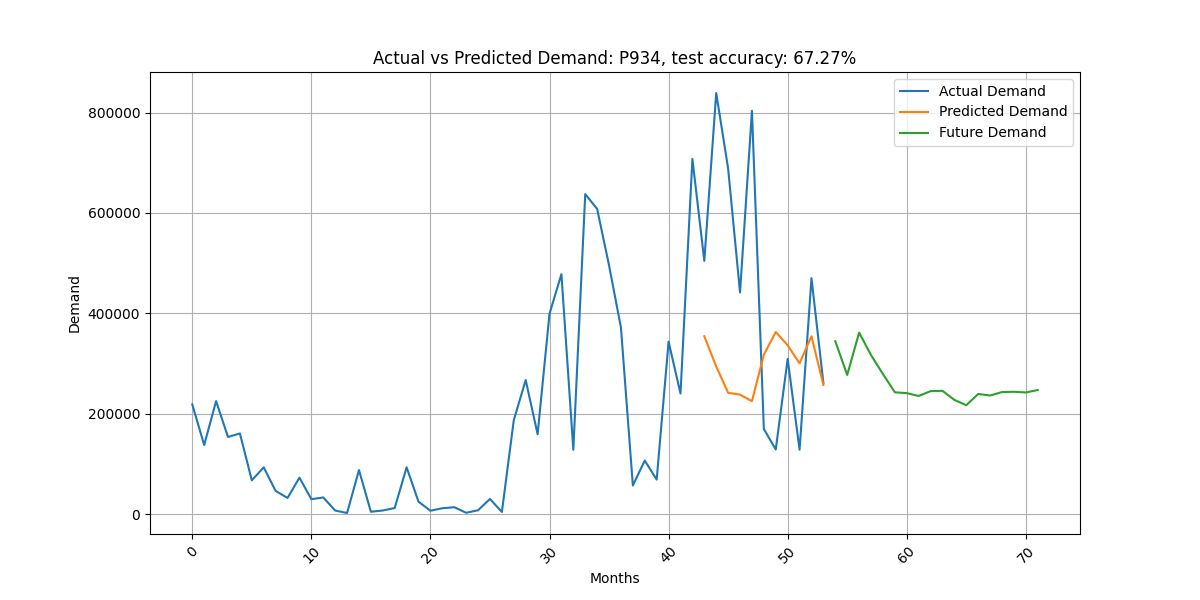 Actual vs Predicted Demand: P934, test accuracy: 67.27%
Actual Demand
Predicted Demand
Future Demand
800000
600000
400000
200000
0
Demand
0 10 20 30 40 50 60 70
Months